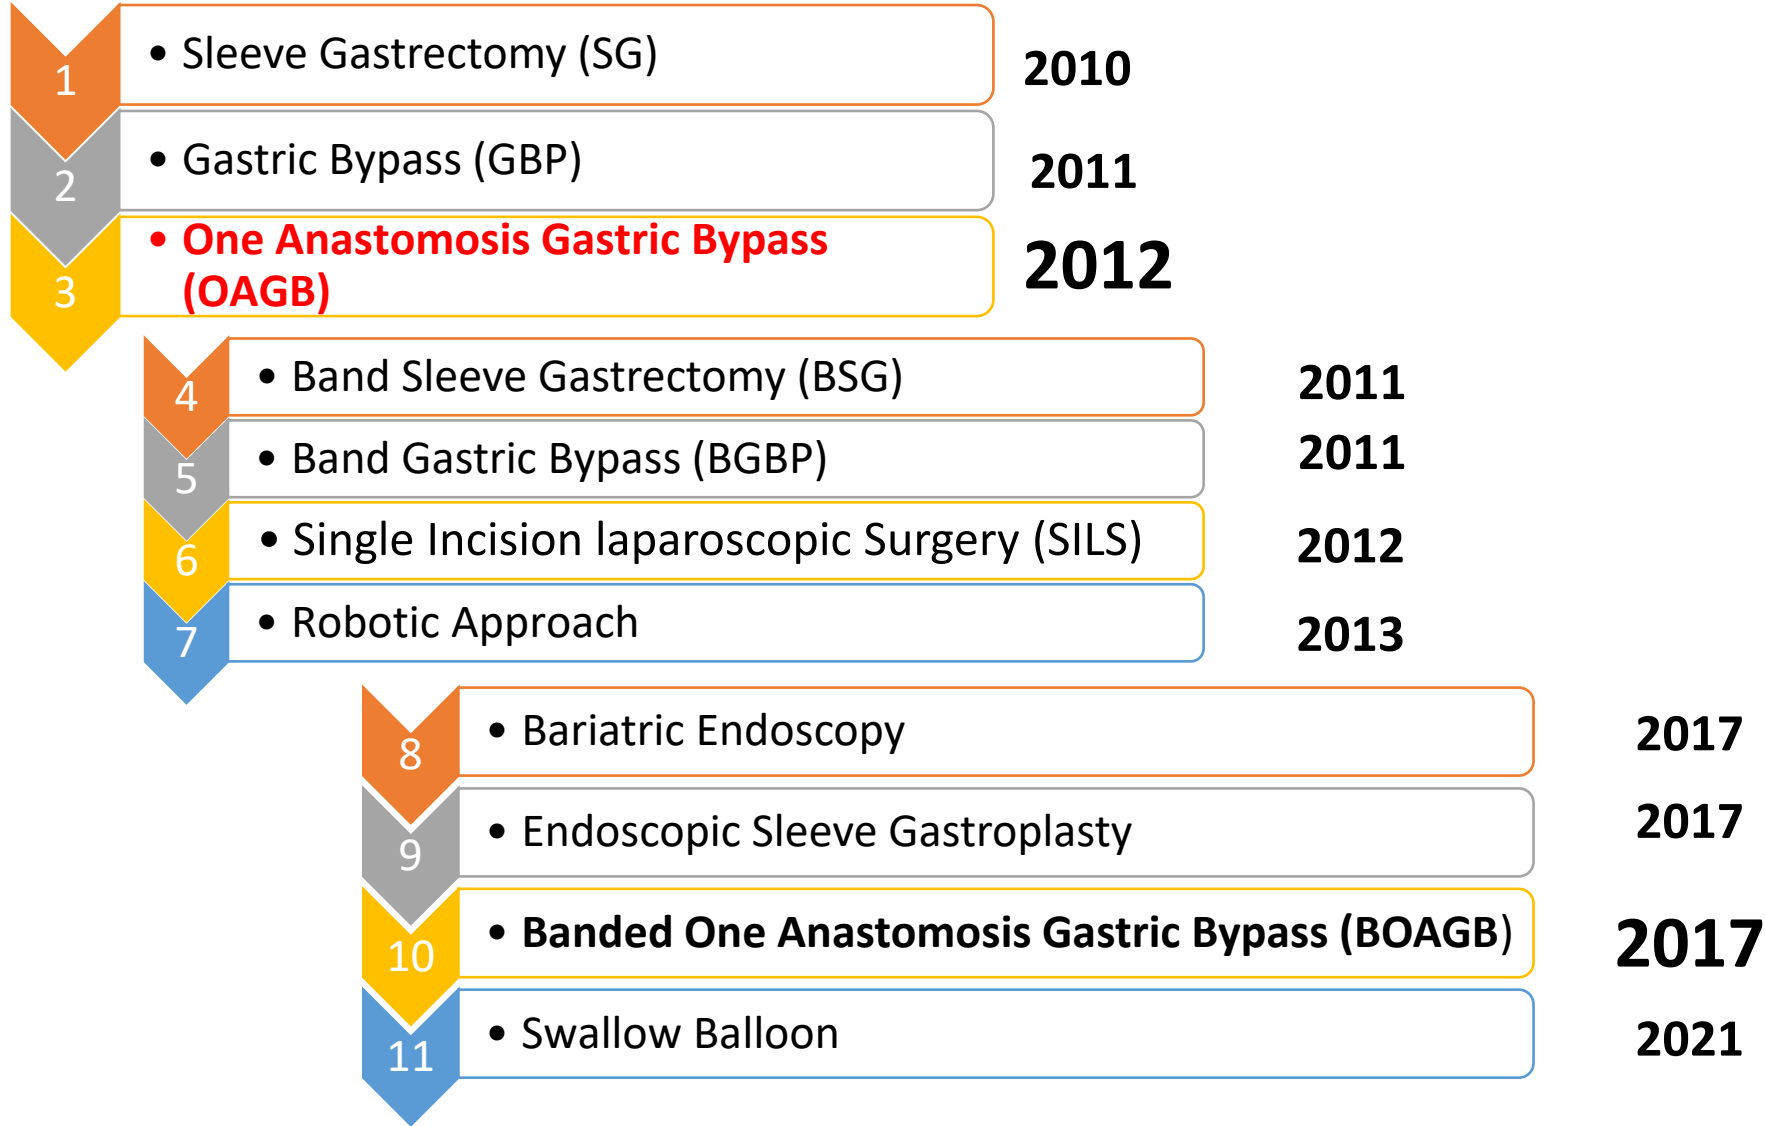 1
• Sleeve Gastrectomy (SG)
2010
2
• Gastric Bypass (GBP)
2011
3
• One Anastomosis Gastric Bypass
(OAGB)
2012
4
• Band Sleeve Gastrectomy (BSG)
2011
5
• Band Gastric Bypass (BGBP)
2011
6
• Single Incision laparoscopic Surgery (SILS)
2012
7
• Robotic Approach
2013
8
• Bariatric Endoscopy
2017
9
• Endoscopic Sleeve Gastroplasty
2017
10
• Banded One Anastomosis Gastric Bypass (BOAGB)
2017
11
• Swallow Balloon
2021